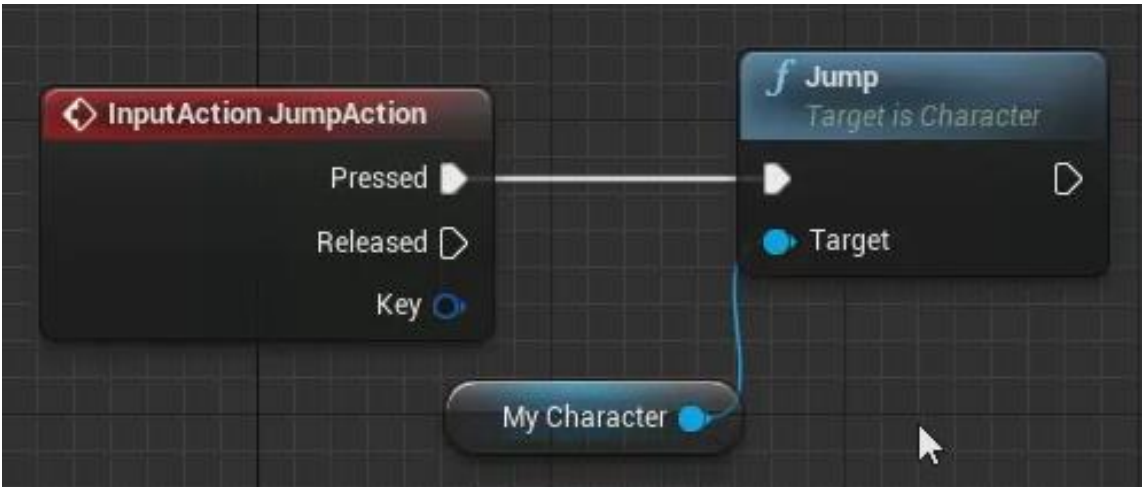 InputAction JumpAction
Pressed
Released
Key
f Jump
Target is Character
Target
My Character